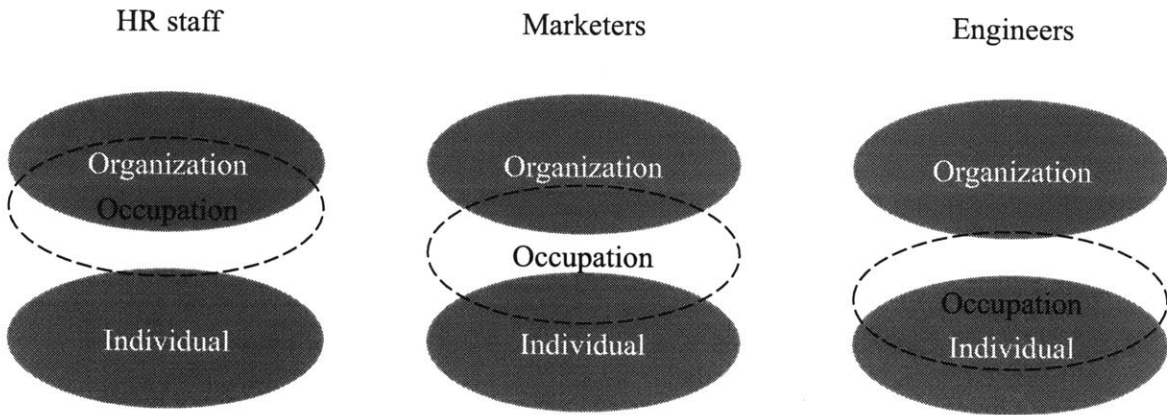 HR staff
Organization
Occupation
Individual
Marketers
Organization
Occupation
Individual
Engineers
Organization
Occupation
Individual